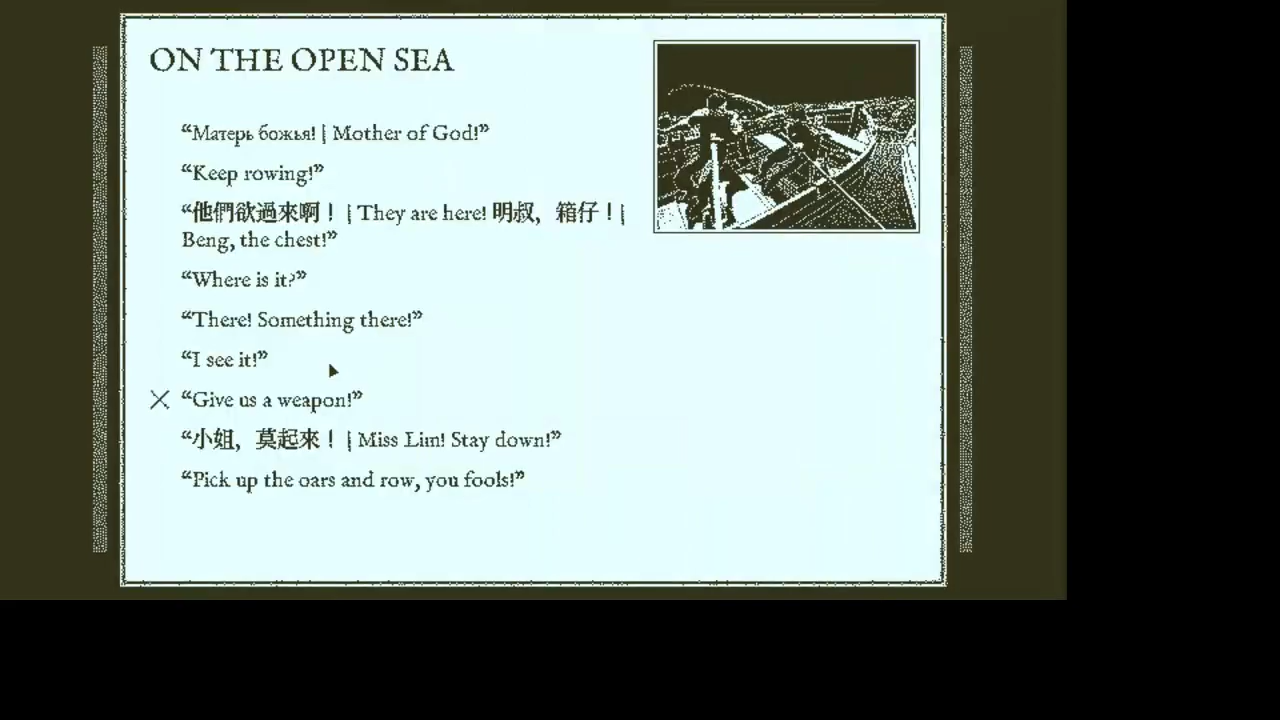 ON THE OPEN SEA
“Матерь божья! | Mother of God!”
“Keep rowing!”
“他們欲過來啊！ | They are here! 明叔，箱仔！|
Beng, the chest!”
“Where is it?”
“There! Something there!”
“I see it!”
“Give us a weapon!”
“小姐，莫起來！ | Miss Lim! Stay down!”
“Pick up the oars and row, you fools!”